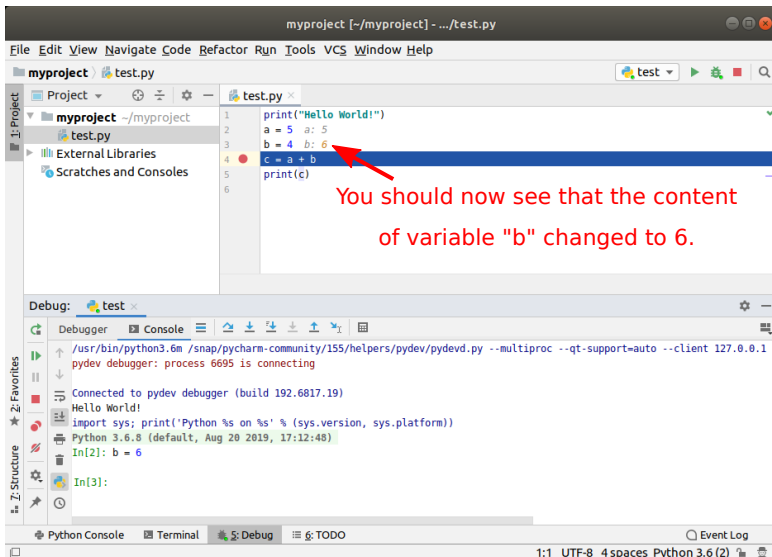 myproject [~/myproject] - .../test.py
File Edit View Navigate Code Refactor Run Tools VCS Window Help
myproject test.py
test
1: Project
Project
test.py
myproject ~/myproject
test.py
External Libraries
Scratches and Consoles
1 print("Hello World!")
2 a = 5 a: 5
3 b = 4 b: 6
4 c = a + b
5 print(c)
6
You should now see that the content
of variable "b" changed to 6.
Debug: test
Debugger Console
/usr/bin/python3.6m /snap/pycharm-community/155/helpers/pydev/pydevd.py --multiproc --qt-support=auto --client 127.0.0.1
pydev debugger: process 6695 is connecting
Connected to pydev debugger (build 192.6817.19)
Hello World!
import sys; print('Python %s on %s' % (sys.version, sys.platform))
Python 3.6.8 (default, Aug 20 2019, 17:12:48)
In[2]: b = 6
In[3]:
2: Favorites
7: Structure
Python Console Terminal 5: Debug 6: TODO Event Log
1:1 UTF-8 4 spaces Python 3.6 (2)